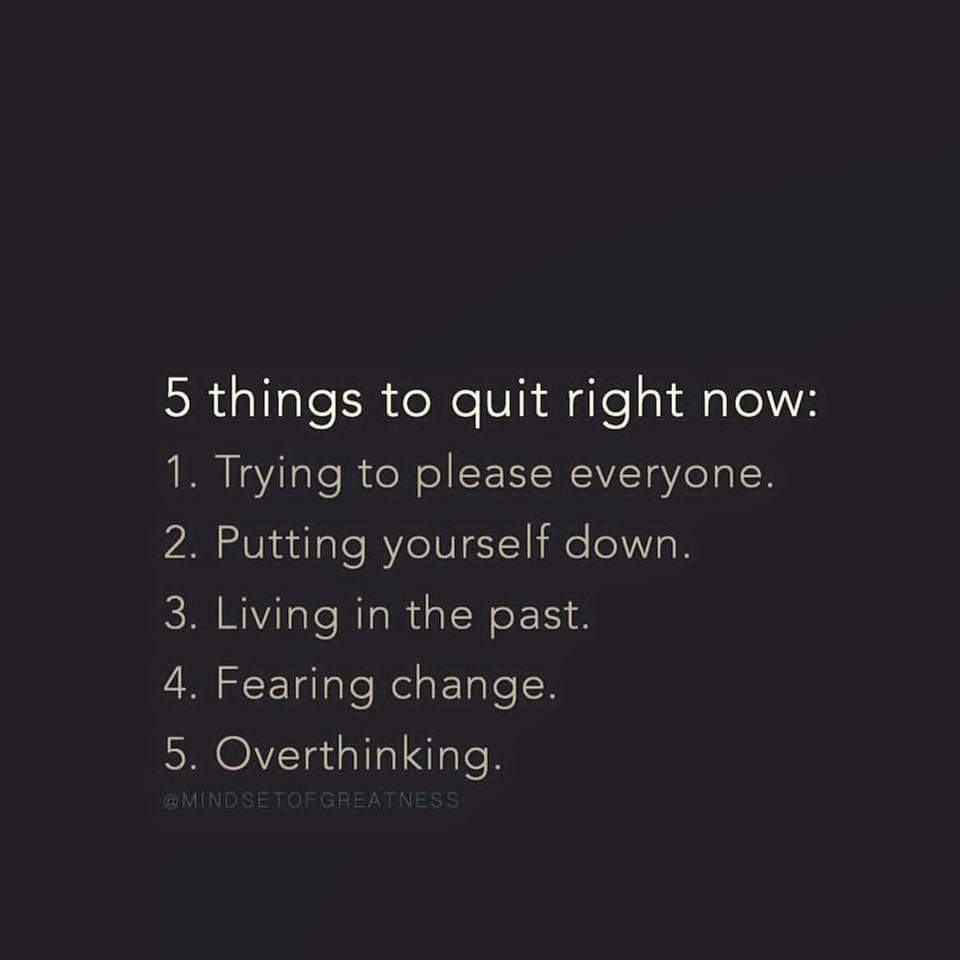 5 things to quit right now:
1. Trying to please everyone.
2. Putting yourself down.
3. Living in the past.
4. Fearing change.
5. Overthinking.
@MINDSETOFGREATNESS